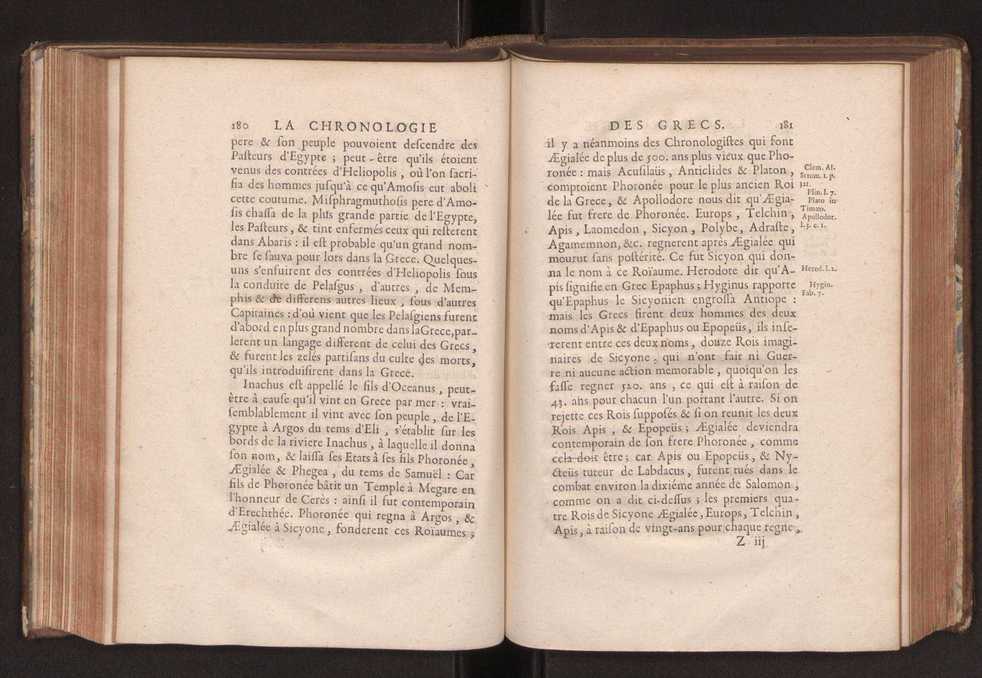 180 LA CHRONOLOGIE
pere & ſon peuple pouvoient deſcendre des
Paſteurs d'Egypte ; peut-être qu'ils étoient
venus des contrées d'Heliopolis , où l'on ſacri-
fia des hommes juſqu'à ce qu'Amoſis eut aboli
cette coutume. Miſphragmuthoſis pere d'Amo-
ſis chaſſa de la plus grande partie de l'Egypte,
les Paſteurs , & tint enfermés ceux qui reſterent
dans Abaris : il eſt probable qu'un grand nom-
bre ſe ſauva pour lors dans la Grece. Quelques-
uns s'enfuirent des contrées d'Heliopolis ſous
la conduite de Pelaſgus , d'autres , de Mem-
phis & de differens autres lieux , ſous d'autres
Capitaines : d'où vient que les Pelaſgiens furent
d'abord en plus grand nombre dans la Grece, par-
lerent un langage different de celui des Grecs ,
& furent les zelés partiſans du culte des morts,
qu'ils introduiſirent dans la Grece.
Inachus eſt appellé le fils d'Oceanus , peut-
être à cauſe qu'il vint en Grece par mer : vrai-
ſemblablement il vint avec ſon peuple , de l'E-
gypte à Argos du tems d'Eli , s'établit ſur les
bords de la riviere Inachus , à laquelle il donna
ſon nom, & laiſſa ſes Etats à ſes fils Phoronée ,
Ægialée & Phegea , du tems de Samuël : Car
fils de Phoronée bâtit un Temple à Megare en
l'honneur de Cerès : ainſi il fut contemporain
d'Erechthée. Phoronée qui regna à Argos , &
Ægialée à Sicyone , fonderent ces Roïaumes ;
DES GRECS. 181
il y a néanmoins des Chronologiſtes qui font
Ægialée de plus de 500. ans plus vieux que Pho-
ronée : mais Acuſilaüs , Anticlides & Platon ,
comptoient Phoronée pour le plus ancien Roi
de la Grece, & Apollodore nous dit qu'Ægia-
lée fut frere de Phoronée. Europs , Telchin ,
Apis , Laomedon , Sicyon , Polybe, Adraſte ,
Agamemnon, &c. regnerent après Ægialée qui
mourut ſans poſtérité. Ce fut Sicyon qui don-
na le nom à ce Roïaume. Herodote dit qu'A-
pis ſignifie en Grec Epaphus ; Hyginus rapporte
qu'Epaphus le Sicyonien engroſſa Antiope :
mais les Grecs firent deux hommes des deux
noms d'Apis & d'Epaphus ou Epopeüs, ils inſe-
rerent entre ces deux noms , douze Rois imagi-
naires de Sicyone , qui n'ont fait ni Guer-
re ni aucune action memorable , quoiqu'on les
faſſe regner 520. ans , ce qui eſt à raiſon de
43. ans pour chacun l'un portant l'autre. Si on
rejette ces Rois ſuppoſés & ſi on reunit les deux
Rois Apis , & Epopeüs ; Ægialée deviendra
contemporain de ſon frere Phoronée , comme
cela doit être ; car Apis ou Epopeüs , & Ny-
cteüs tuteur de Labdacus , furent tués dans le
combat environ la dixiéme année de Salomon ,
comme on a dit ci-deſſus ; les premiers qua-
tre Rois de Sicyone Ægialée, Europs, Telchin ,
Apis , à raiſon de vingt-ans pour chaque regne ,
Z iij
Clem. Al.
Strom. 1. p.
321.
Plin. l. 7.
Plato in
Timæo.
Apollodor.
l. 3. c. 1.
Herod. l. 2.
Hygin.
Fab. 7.